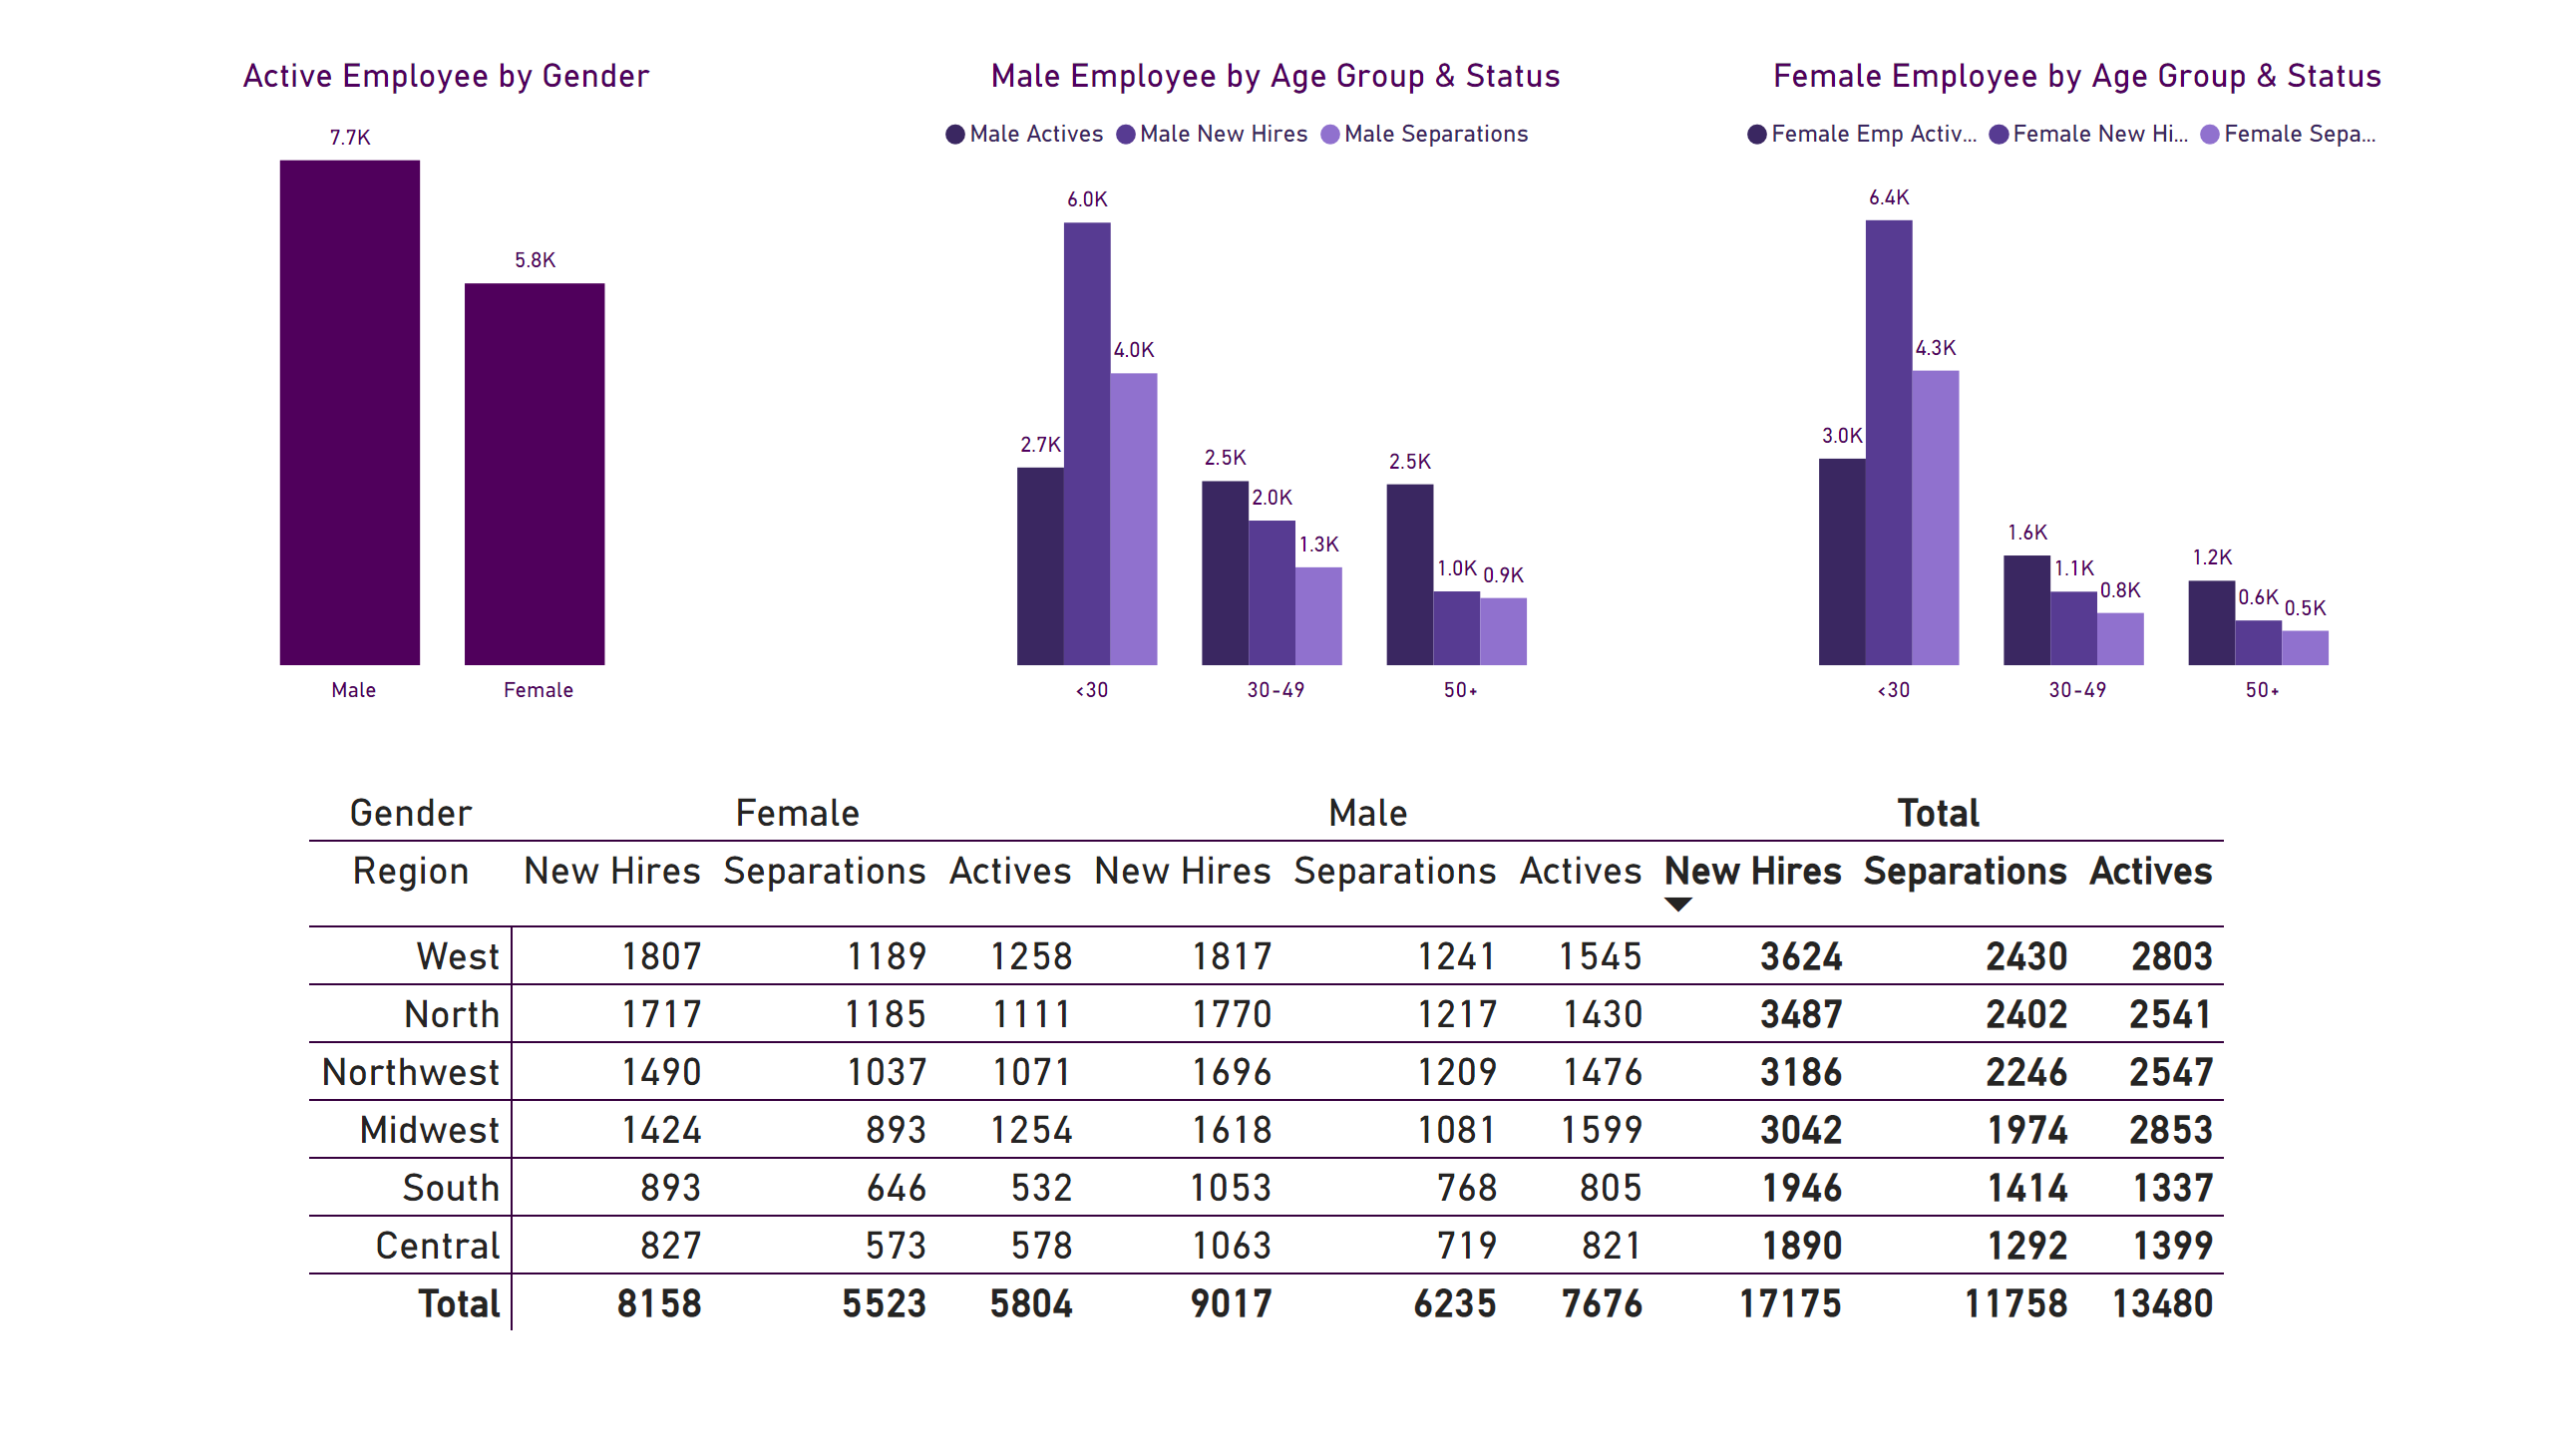 Active Employee by Gender
7.7K
5.8K
Male Female
Male Employee by Age Group & Status
Male Actives Male New Hires Male Separations
6.0K
4.0K
2.7K
2.5K
2.0K
1.3K
2.5K
1.0K
0.9K
<30 30-49 50+
Female Employee by Age Group & Status
Female Emp Activ... Female New Hi... Female Sepa...
6.4K
4.3K
3.0K
1.6K
1.1K
0.8K
1.2K
0.6K
0.5K
<30 30-49 50+
Gender Female Male Total
Region New Hires Separations Actives New Hires Separations Actives New Hires Separations Actives
West 1807 1189 1258 1817 1241 1545 3624 2430 2803
North 1717 1185 1111 1770 1217 1430 3487 2402 2541
Northwest 1490 1037 1071 1696 1209 1476 3186 2246 2547
Midwest 1424 893 1254 1618 1081 1599 3042 1974 2853
South 893 646 532 1053 768 805 1946 1414 1337
Central 827 573 578 1063 719 821 1890 1292 1399
Total 8158 5523 5804 9017 6235 7676 17175 11758 13480